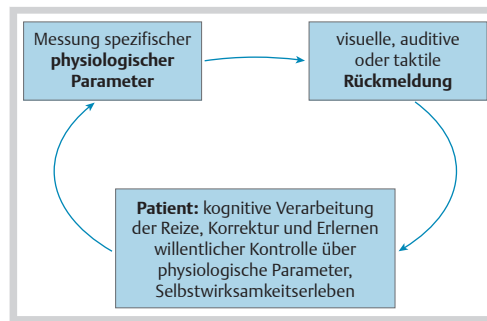 Messung spezifischer
physiologischer
Parameter
visuelle, auditive
oder taktile
Rückmeldung
Patient: kognitive Verarbeitung
der Reize, Korrektur und Erlernen
willentlicher Kontrolle über
physiologische Parameter,
Selbstwirksamkeitserleben